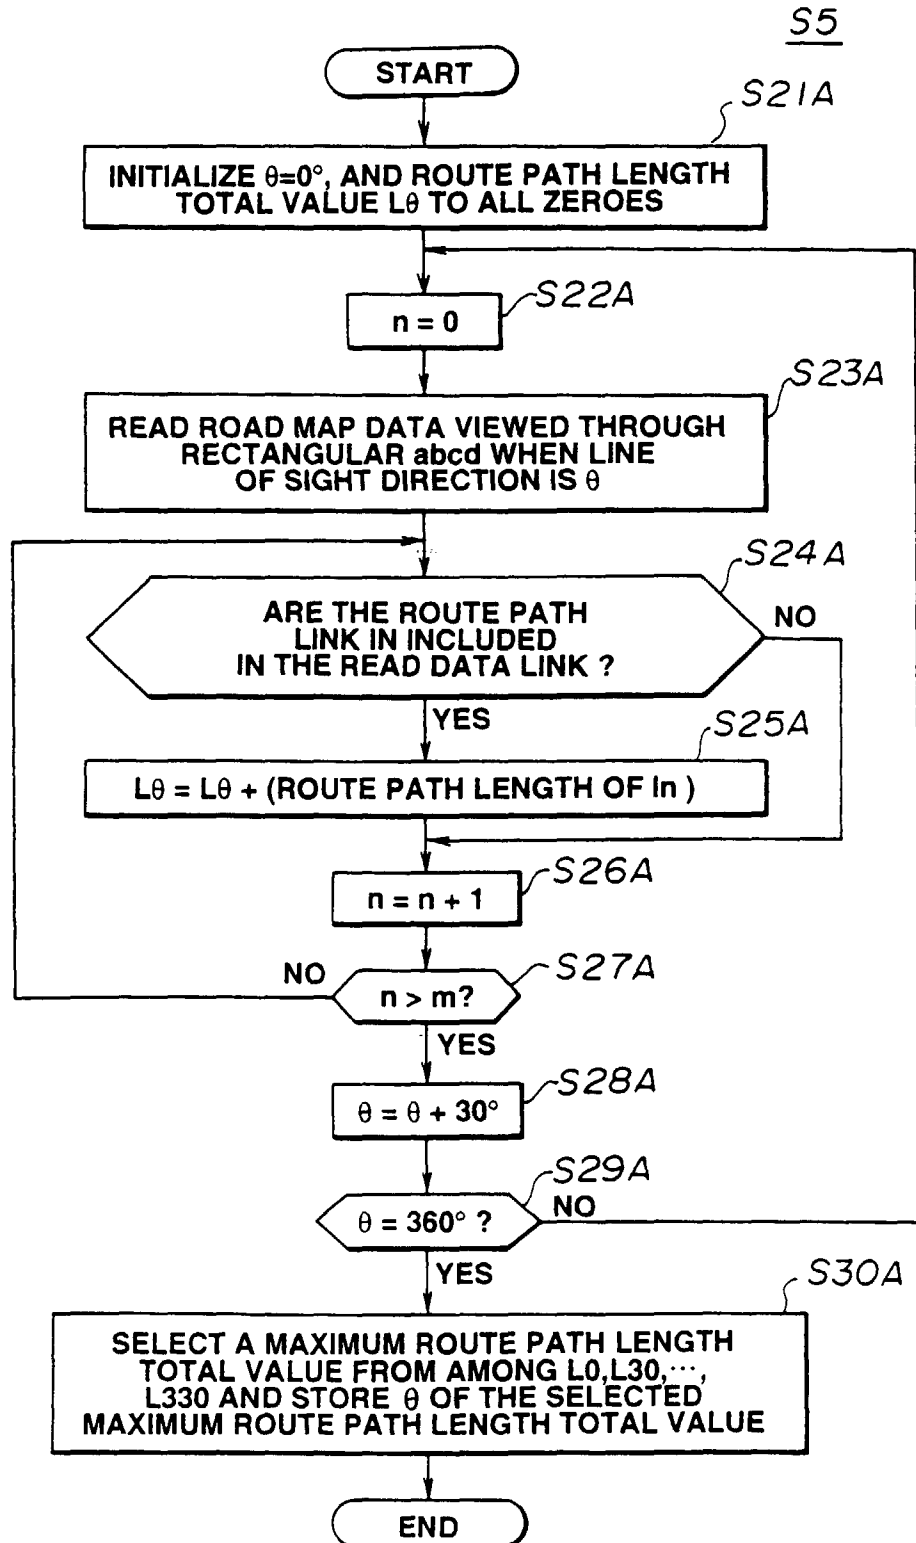 S5
START
S21A
INITIALIZE θ=0°, AND ROUTE PATH LENGTH
TOTAL VALUE Lθ TO ALL ZEROES
S22A
n = 0
S23A
READ ROAD MAP DATA VIEWED THROUGH
RECTANGULAR abcd WHEN LINE
OF SIGHT DIRECTION IS θ
S24A
ARE THE ROUTE PATH
LINK IN INCLUDED
IN THE READ DATA LINK ?
NO
YES
S25A
Lθ = Lθ + (ROUTE PATH LENGTH OF ln )
S26A
n = n + 1
S27A
NO
n > m?
YES
S28A
θ = θ + 30°
S29A
θ = 360° ?
NO
YES
S30A
SELECT A MAXIMUM ROUTE PATH LENGTH
TOTAL VALUE FROM AMONG L0,L30,···,
L330 AND STORE θ OF THE SELECTED
MAXIMUM ROUTE PATH LENGTH TOTAL VALUE
END